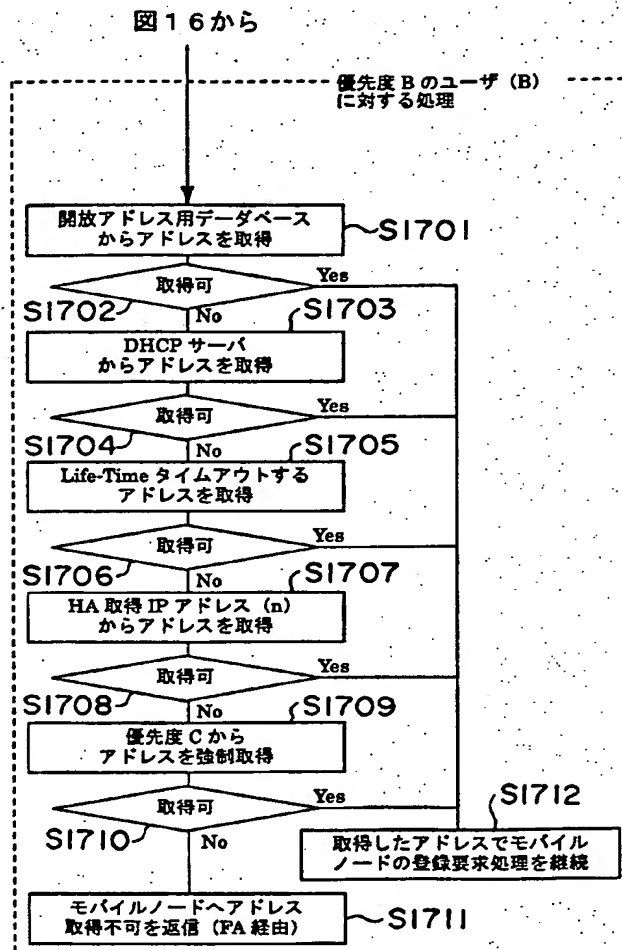 図16から
優先度 B のユーザ (B)
に対する処理
開放アドレス用データベース
からアドレスを取得
S1701
取得可
Yes
S1702
No
S1703
DHCP サーバ
からアドレスを取得
取得可
Yes
S1704
No
S1705
Life-Time タイムアウトする
アドレスを取得
取得可
Yes
S1706
No
S1707
HA 取得 IP アドレス (n)
からアドレスを取得
取得可
Yes
S1708
No
S1709
優先度 C から
アドレスを強制取得
取得可
Yes
S1710
No
S1712
取得したアドレスでモバイル
ノードの登録要求処理を継続
モバイルノードへアドレス
取得不可を返信 (FA 経由)
S1711